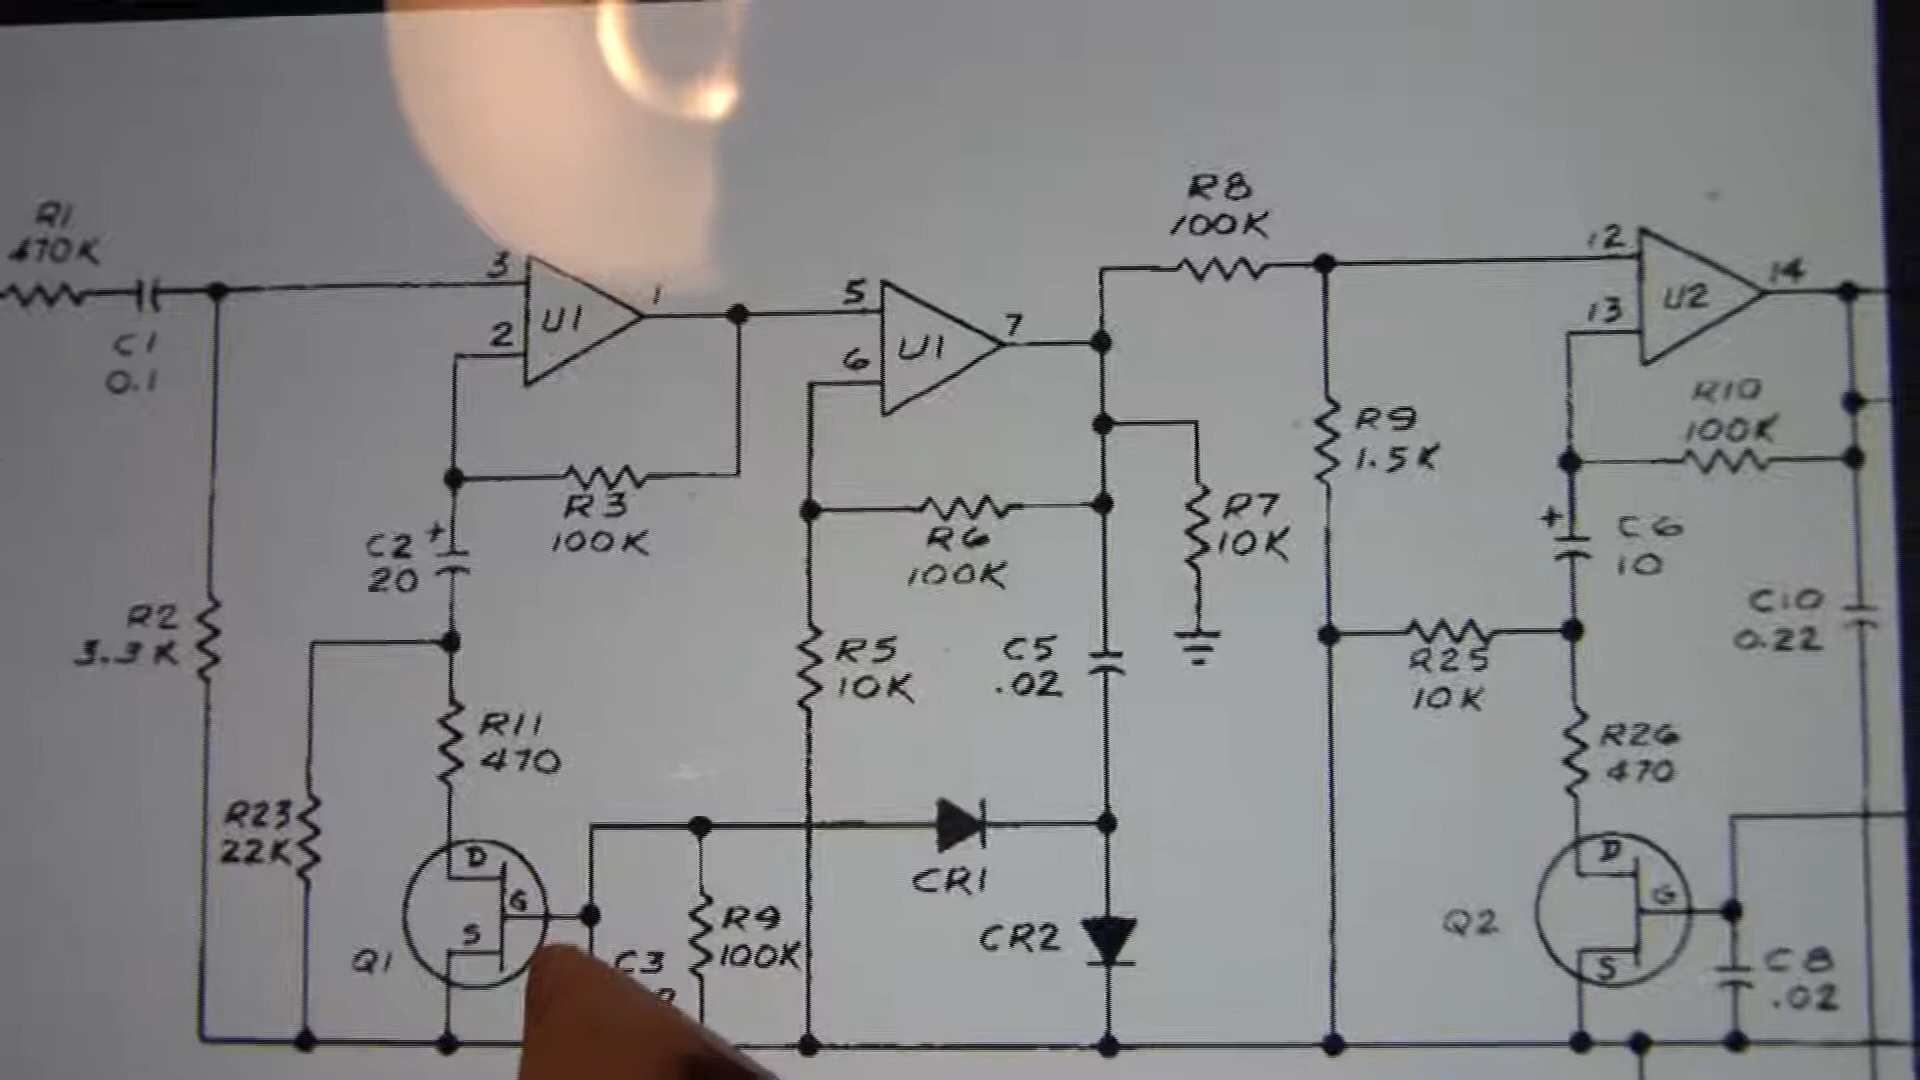 R1
470K
C1
0.1
R2
3.3K
3
2
U1
1
R3
100K
C2 +
20
R11
470
R23
22K
D
G
S
Q1
C3
R9
100K
5
6
U1
7
R6
100K
R5
10K
C5
.02
CR1
CR2
R7
10K
R8
100K
R9
1.5K
12
13
U2
14
R10
100K
+ C6
10
R25
10K
R26
470
D
G
S
Q2
C8
.02
C10
0.22